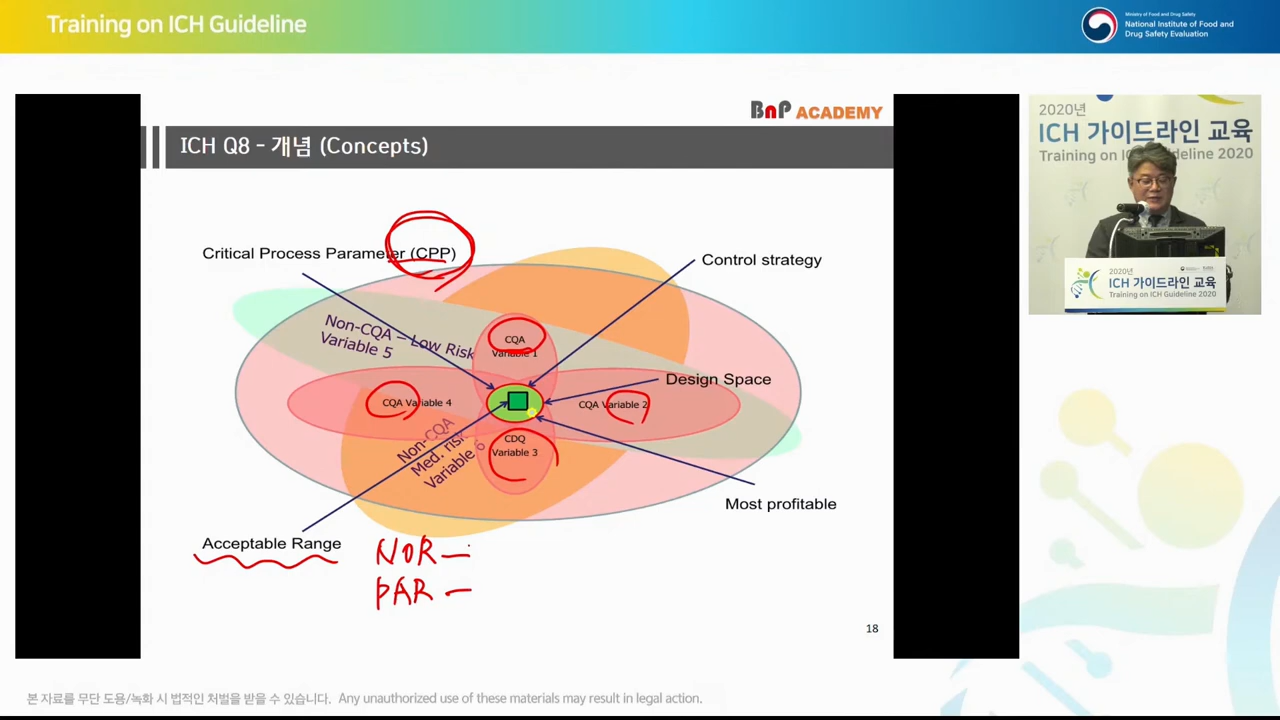 Training on ICH Guideline
Ministry of Food and Drug Safety
National Institute of Food and
Drug Safety Evaluation
BnP ACADEMY
ICH Q8 - 개념 (Concepts)
Critical Process Parameter (CPP)
Control strategy
Non-CQA – Low Risk
Variable 5
CQA
Variable 1
Design Space
CQA Variable 4
CQA Variable 2
Non-CQA
Med. risk
Variable 6
CDQ
Variable 3
Most profitable
Acceptable Range
NOR –
PAR –
18
2020년
ICH 가이드라인 교육
Training on ICH Guideline 2020
2020년
ICH 가이드라인 교육
Training on ICH Guideline 2020
본 자료를 무단 도용/녹화 시 법적인 처벌을 받을 수 있습니다. Any unauthorized use of these materials may result in legal action.